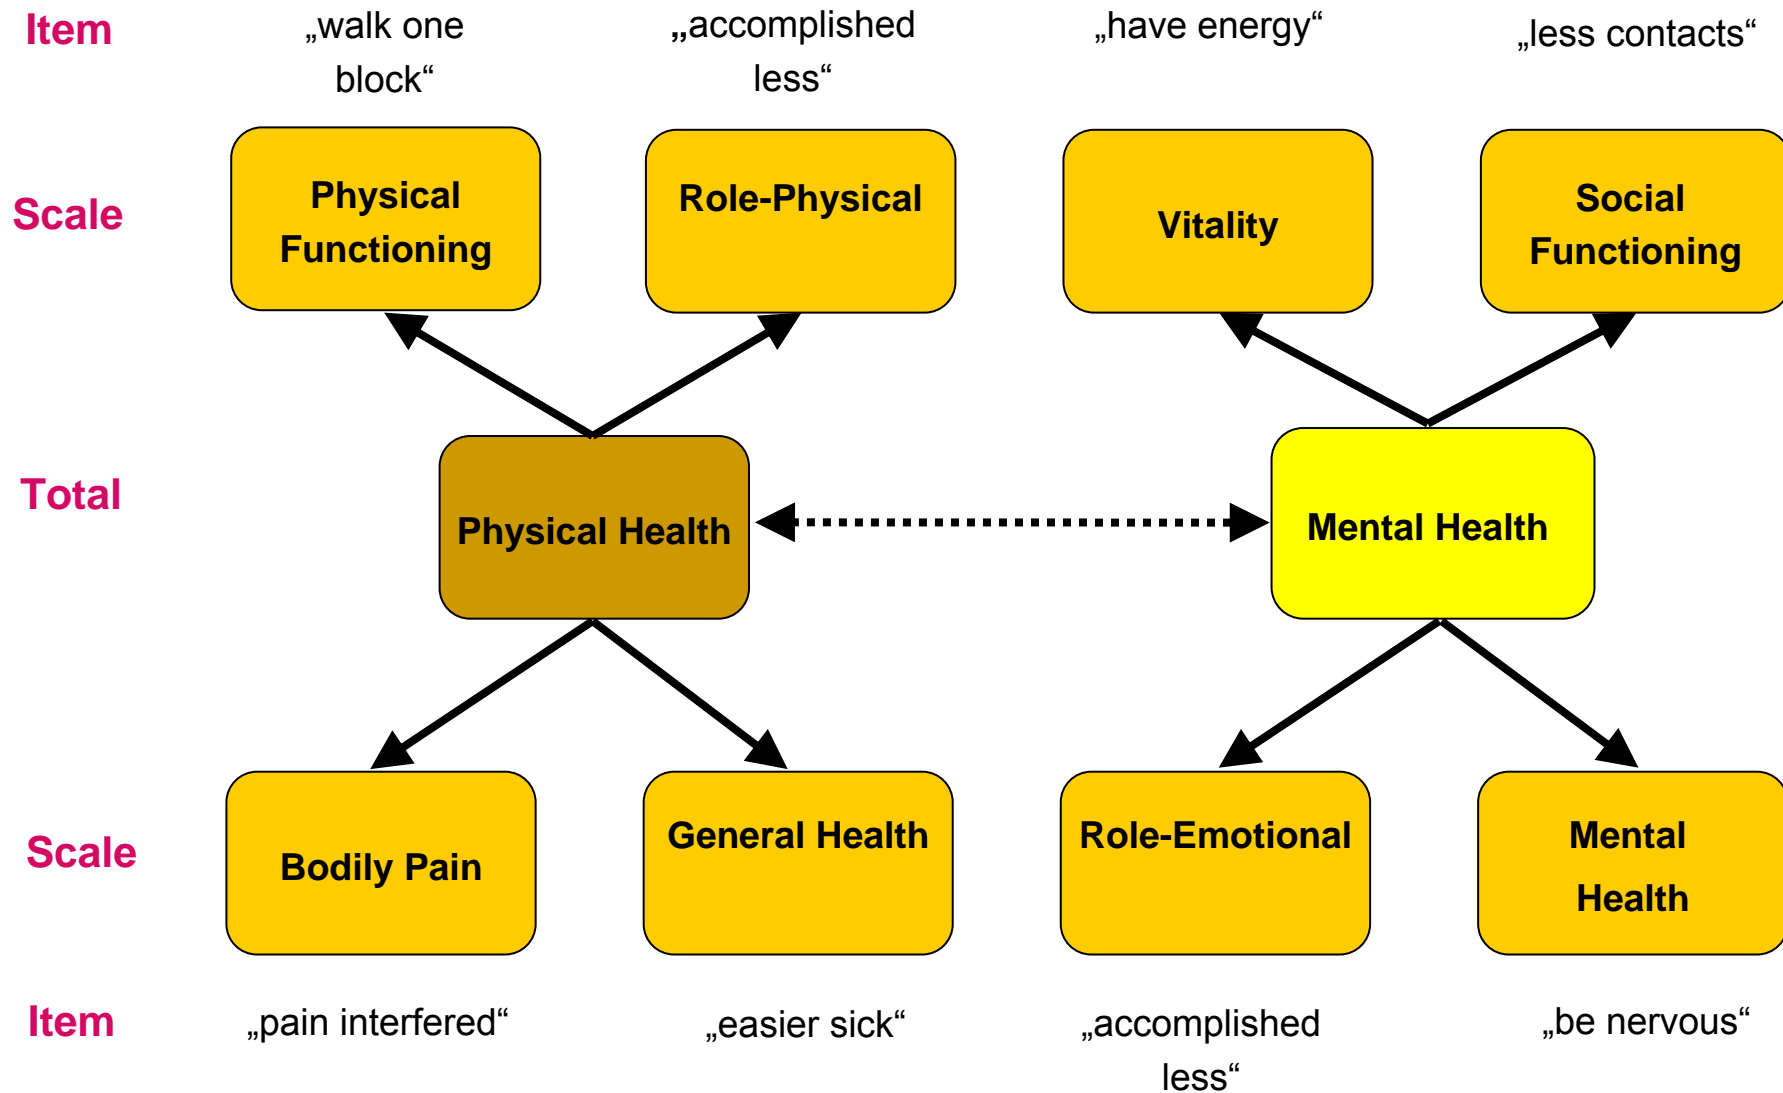 Item
„walk one
block“
„accomplished
less“
„have energy“
„less contacts“
Scale
Physical
Functioning
Role-Physical
Vitality
Social
Functioning
Total
Physical Health
Mental Health
Scale
Bodily Pain
General Health
Role-Emotional
Mental
Health
Item
„pain interfered“
„easier sick“
„accomplished
less“
„be nervous“